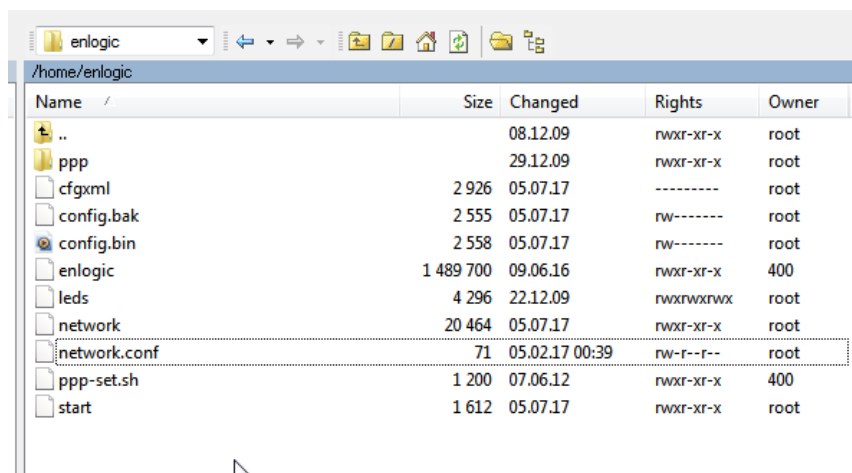 enlogic
/home/enlogic
Name Size Changed Rights Owner
.. 08.12.09 rwxr-xr-x root
ppp 29.12.09 rwxr-xr-x root
cfgxml 2 926 05.07.17 --------- root
config.bak 2 555 05.07.17 rw------- root
config.bin 2 558 05.07.17 rw------- root
enlogic 1 489 700 09.06.16 rwxr-xr-x 400
leds 4 296 22.12.09 rwxrwxrwx root
network 20 464 05.07.17 rwxr-xr-x root
network.conf 71 05.02.17 00:39 rw-r--r-- root
ppp-set.sh 1 200 07.06.12 rwxr-xr-x 400
start 1 612 05.07.17 rwxr-xr-x root